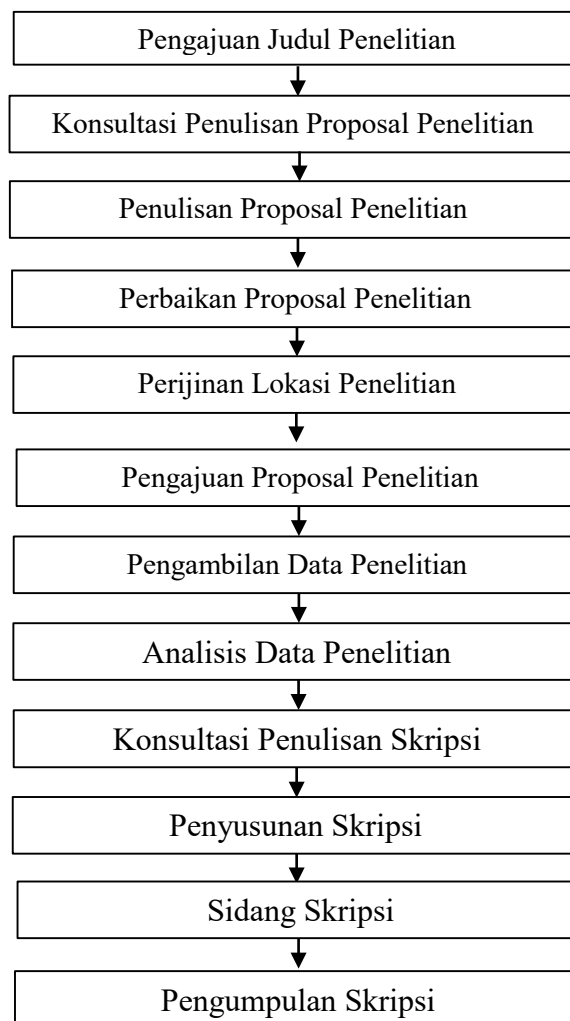 Pengajuan Judul Penelitian
Konsultasi Penulisan Proposal Penelitian
Penulisan Proposal Penelitian
Perbaikan Proposal Penelitian
Perijinan Lokasi Penelitian
Pengajuan Proposal Penelitian
Pengambilan Data Penelitian
Analisis Data Penelitian
Konsultasi Penulisan Skripsi
Penyusunan Skripsi
Sidang Skripsi
Pengumpulan Skripsi